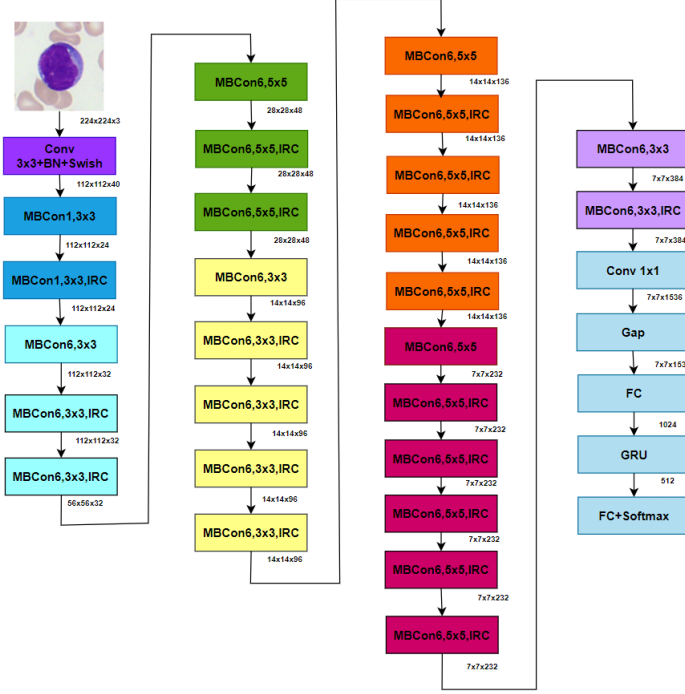 224x224x3
Conv
3x3+BN+Swish
112x112x40
MBCon1,3x3
112x112x24
MBCon1,3x3,IRC
112x112x24
MBCon6,3x3
112x112x32
MBCon6,3x3,IRC
112x112x32
MBCon6,3x3,IRC
56x56x32
MBCon6,5x5
28x28x48
MBCon6,5x5,IRC
28x28x48
MBCon6,5x5,IRC
28x28x48
MBCon6,3x3
14x14x96
MBCon6,3x3,IRC
14x14x96
MBCon6,3x3,IRC
14x14x96
MBCon6,3x3,IRC
14x14x96
MBCon6,3x3,IRC
14x14x96
MBCon6,5x5
14x14x136
MBCon6,5x5,IRC
14x14x136
MBCon6,5x5,IRC
14x14x136
MBCon6,5x5,IRC
14x14x136
MBCon6,5x5,IRC
14x14x136
MBCon6,5x5
7x7x232
MBCon6,5x5,IRC
7x7x232
MBCon6,5x5,IRC
7x7x232
MBCon6,5x5,IRC
7x7x232
MBCon6,5x5,IRC
7x7x232
MBCon6,5x5,IRC
7x7x232
MBCon6,3x3
7x7x384
MBCon6,3x3,IRC
7x7x384
Conv 1x1
7x7x1536
Gap
7x7x153
FC
1024
GRU
512
FC+Softmax